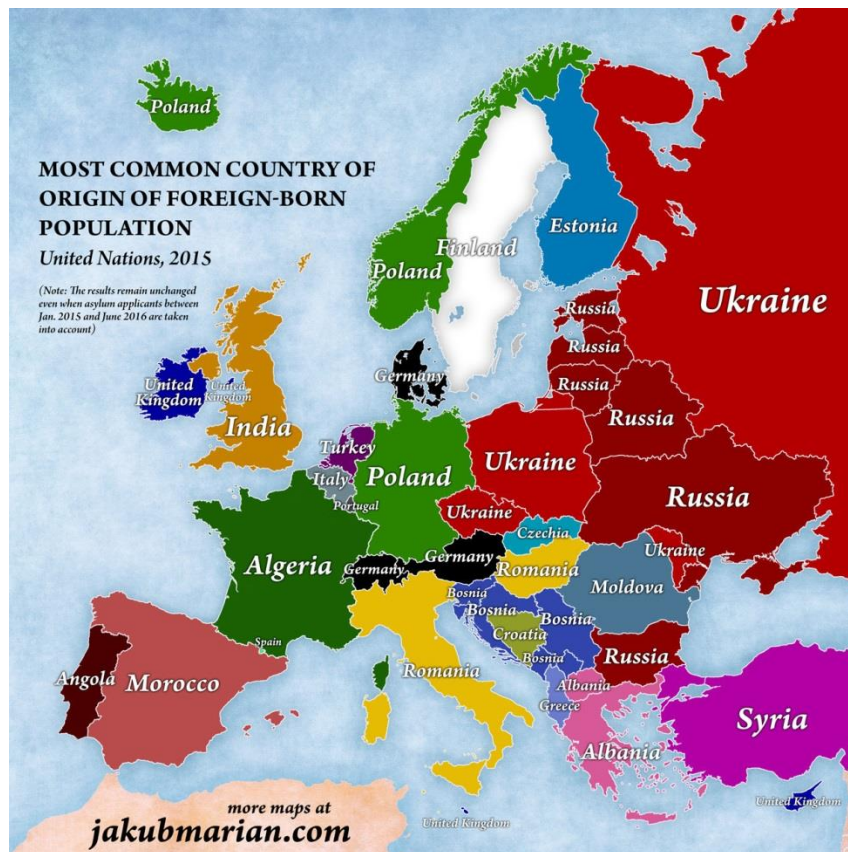 Poland
MOST COMMON COUNTRY OF
ORIGIN OF FOREIGN-BORN
POPULATION
United Nations, 2015
(Note: The results remain unchanged
even when asylum applicants between
Jan. 2015 and June 2016 are taken
into account)
Poland
Finland
Estonia
Ukraine
Russia
Russia
Russia
Russia
Germany
United
Kingdom
United
Kingdom
India
Turkey
Italy
Portugal
Poland
Ukraine
Ukraine
Russia
Czechia
Ukraine
Algeria
Germany
Germany
Romania
Moldova
Bosnia
Bosnia
Bosnia
Croatia
Bosnia
Russia
Spain
Romania
Albania
Greece
Albania
Angola
Morocco
Syria
United Kingdom
United Kingdom
more maps at
jakubmarian.com